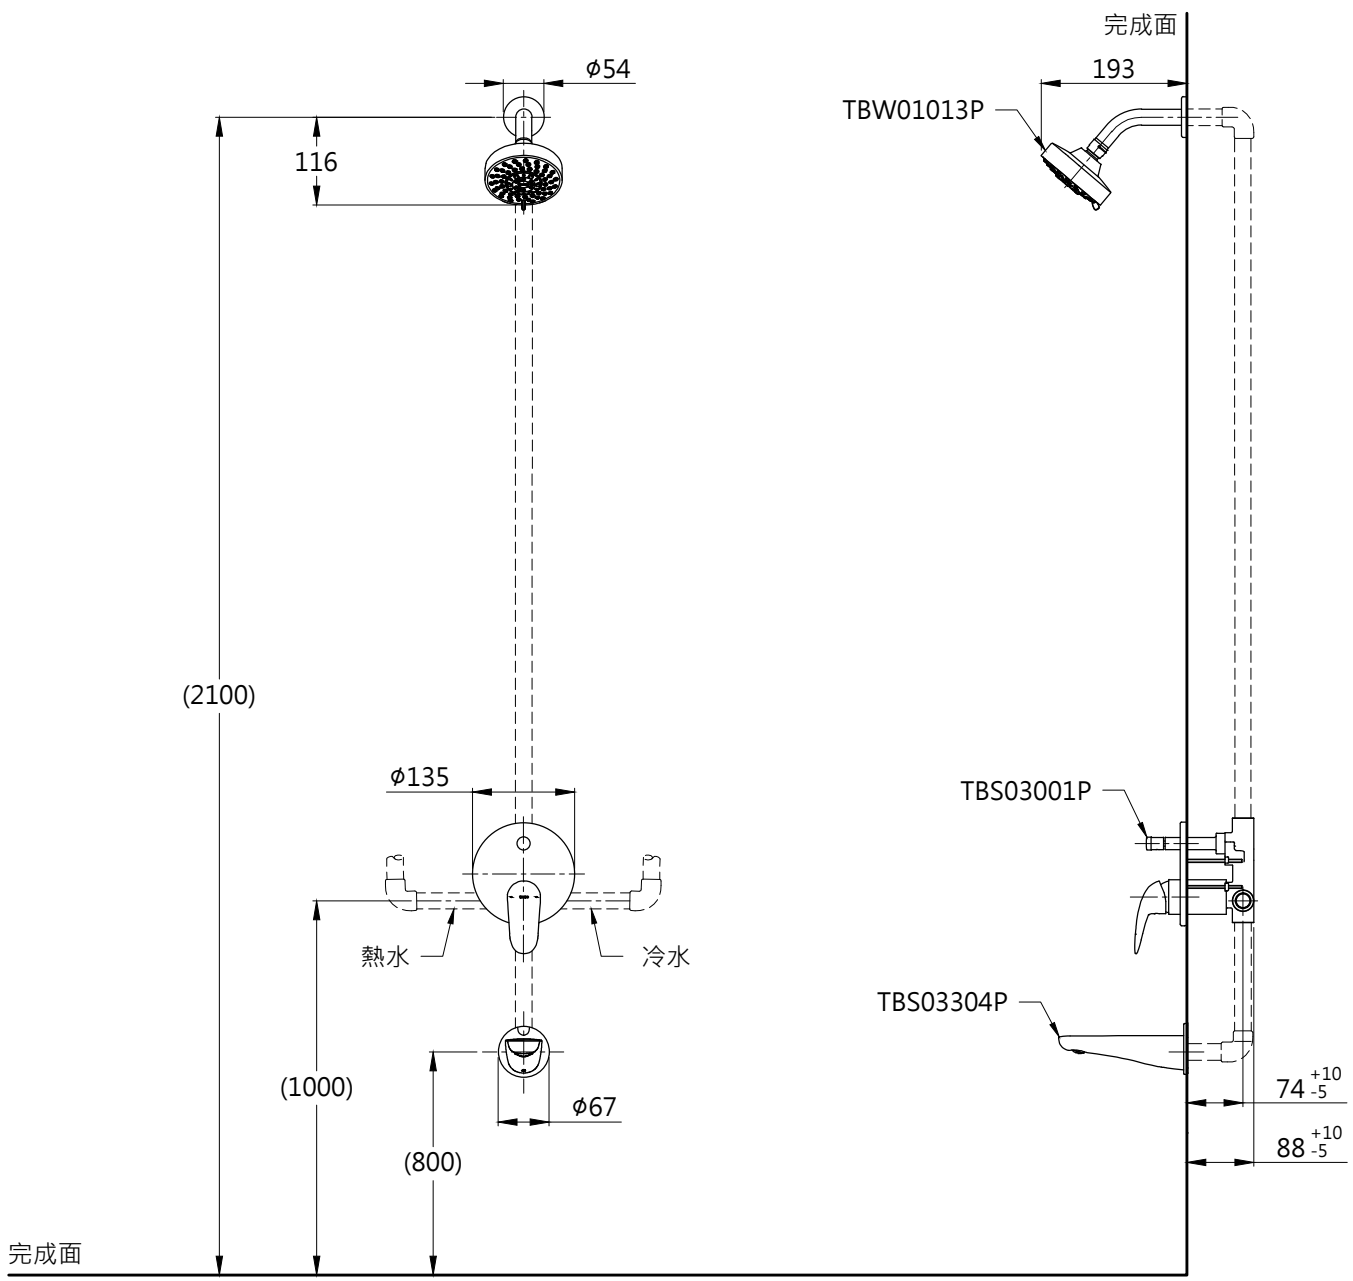 完成面
ϕ54
193
TBW01013P
116
(2100)
ϕ135
TBS03001P
熱水
冷水
TBS03304P
(1000)
ϕ67
74 +10 -5
(800)
88 +10 -5
完成面